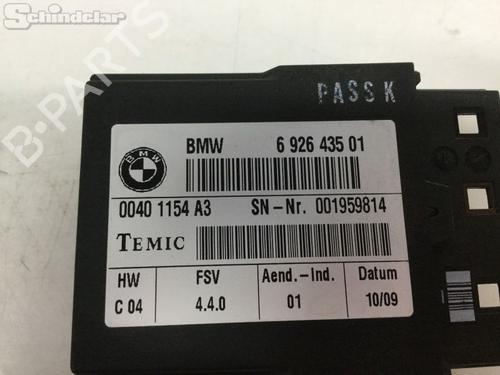 Schindelar
B-PARTS
PASS K
BMW
BMW 6 926 435 01
0040 1154 A3 SN-Nr. 001959814
TEMIC
HW FSV Aend.-Ind. Datum
C 04 4.4.0 01 10/09